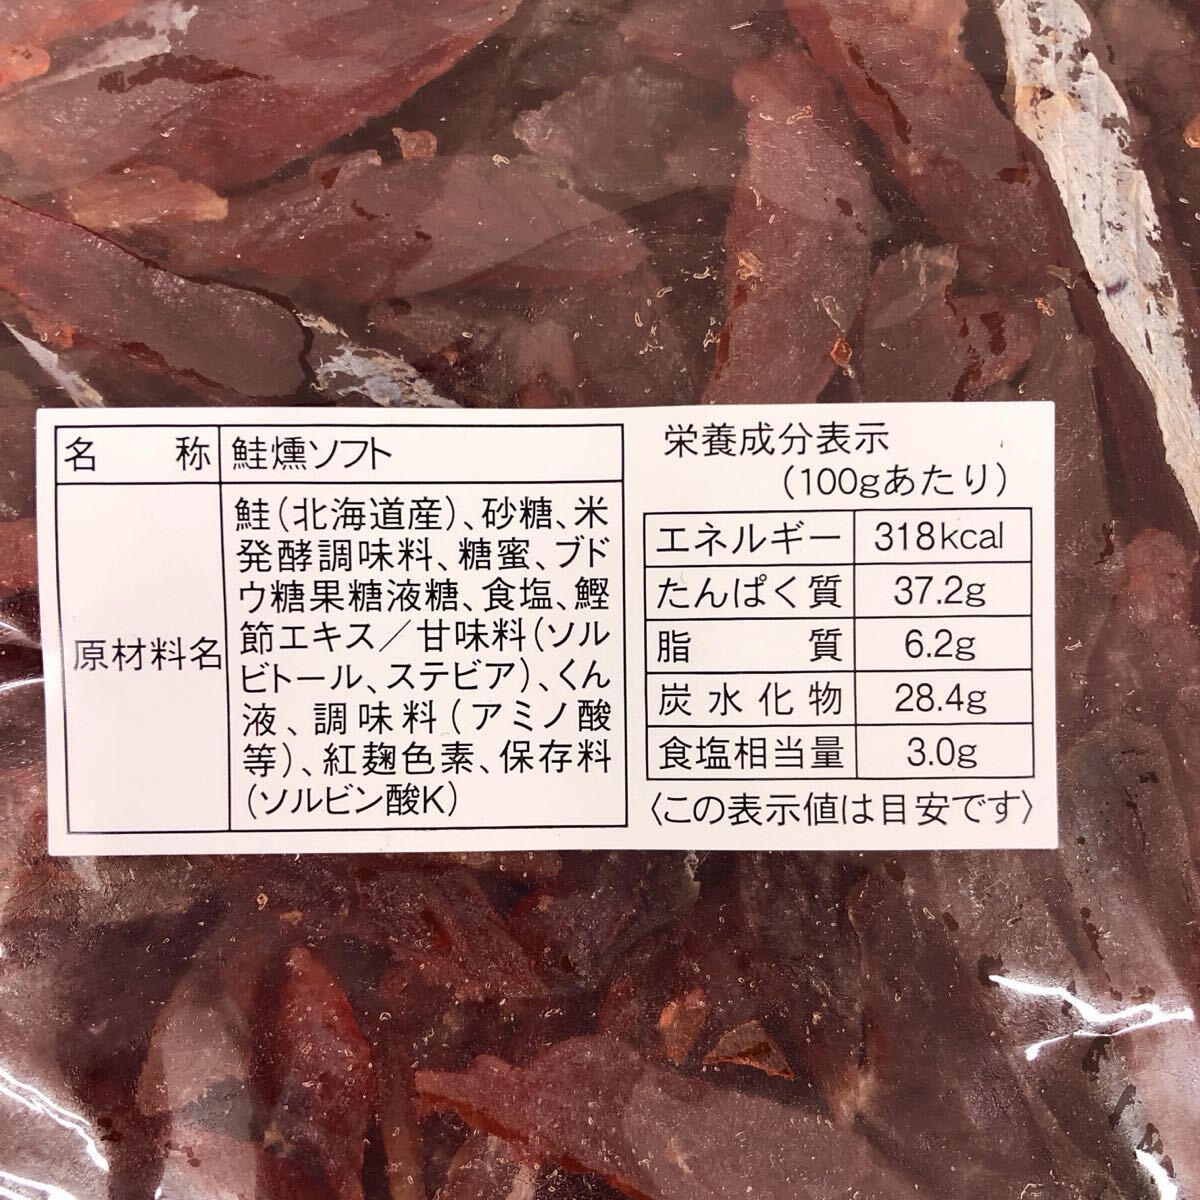 名称 鮭燻ソフト
原材料名
鮭(北海道産)、砂糖、米
発酵調味料、糖蜜、ブド
ウ糖果糖液糖、食塩、鰹
節エキス/甘味料(ソル
ビトール、ステビア)、くん
液、調味料(アミノ酸
等)、紅麹色素、保存料
(ソルビン酸K)
栄養成分表示
(100gあたり)
エネルギー 318kcal
たんぱく質 37.2g
脂質 6.2g
炭水化物 28.4g
食塩相当量 3.0g
〈この表示値は目安です〉